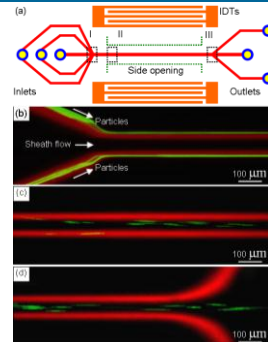 (a)
IDTs
I II III
Side opening
Inlets
Outlets
(b)
Particles
Sheath flow
Particles
100 μm
(c)
100 μm
(d)
100 μm